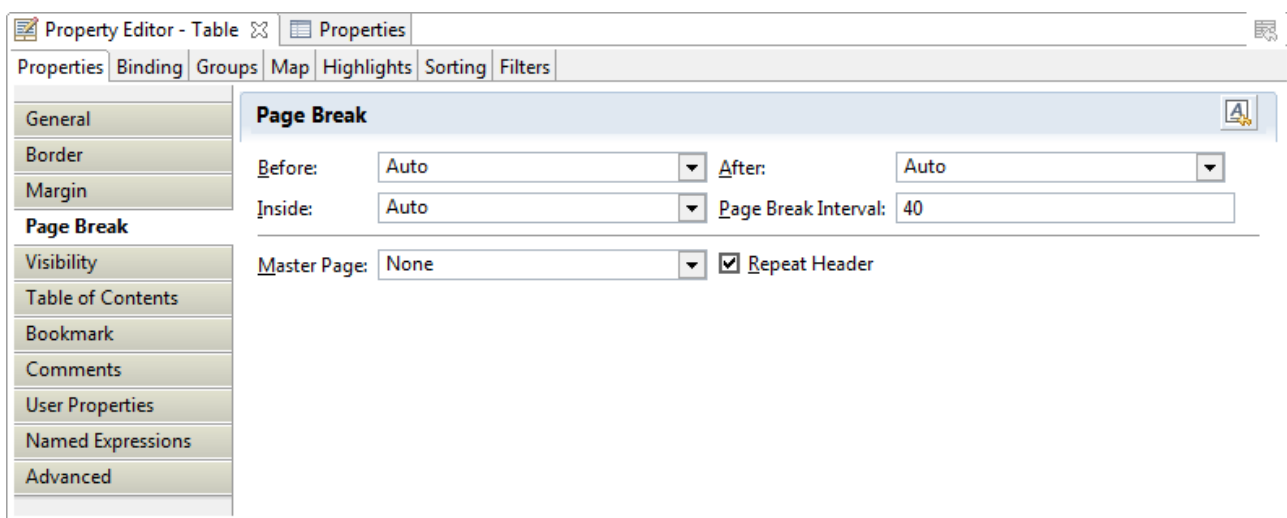 Property Editor - Table Properties
Properties Binding Groups Map Highlights Sorting Filters
General
Border
Margin
Page Break
Visibility
Table of Contents
Bookmark
Comments
User Properties
Named Expressions
Advanced
Page Break
Before: Auto After: Auto
Inside: Auto Page Break Interval: 40
Master Page: None Repeat Header